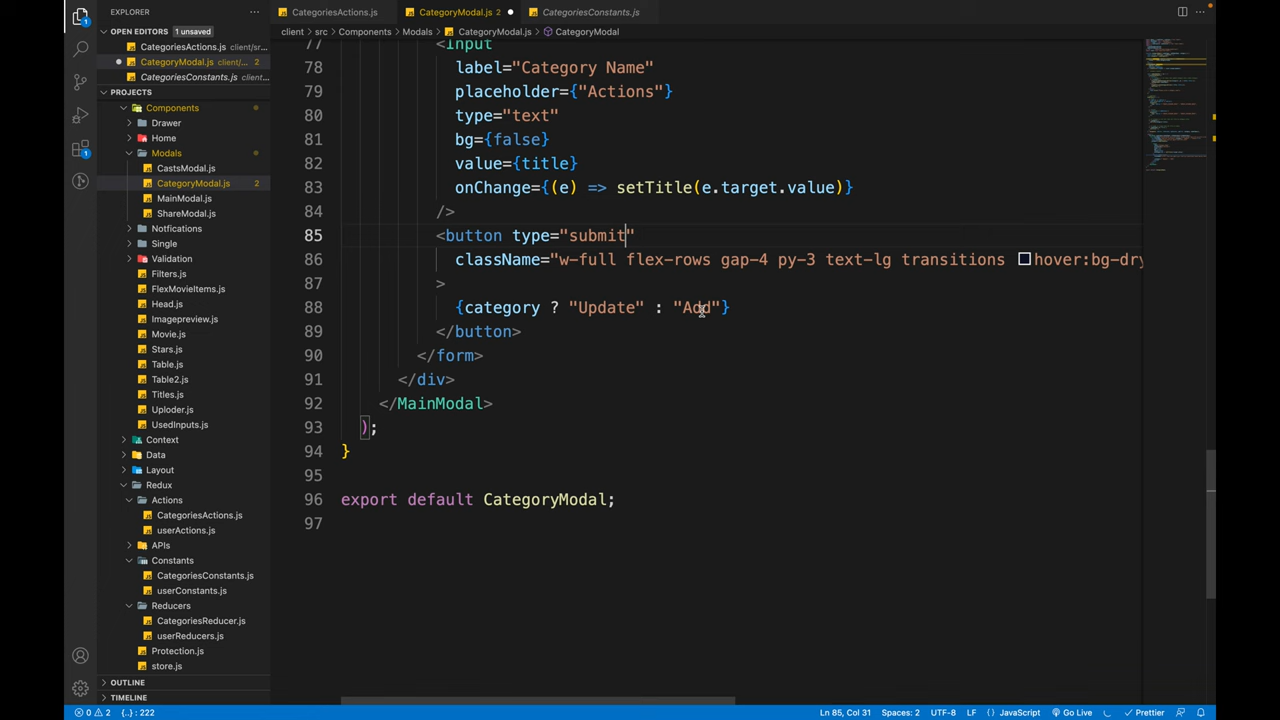 EXPLORER
CategoriesActions.js
CategoryModal.js 2
CategoriesConstants.js
OPEN EDITORS 1 unsaved
client > src > Components > Modals > CategoryModal.js > CategoryModal
CategoriesActions.js client/sr...
CategoryModal.js client/... 2
CategoriesConstants.js
PROJECTS
Components
Drawer
Home
Modals
CastsModal.js
CategoryModal.js 2
MainModal.js
ShareModal.js
Notfications
Single
Validation
Filters.js
FlexMovieItems.js
Head.js
Imagepreview.js
Movie.js
Stars.js
Table.js
Table2.js
Titles.js
Uploder.js
UsedInputs.js
Context
Data
Layout
Redux
Actions
CategoriesActions.js
userActions.js
APIs
Constants
CategoriesConstants.js
userConstants.js
Reducers
CategoriesReducer.js
userReducers.js
Protection.js
store.js
OUTLINE
TIMELINE
77 <Input
78 label="Category Name"
79 placeholder={"Actions"}
80 type="text"
81 bg={false}
82 value={title}
83 onChange={(e) => setTitle(e.target.value)}
84 />
85 <button type="submit"
86 className="w-full flex-rows gap-4 py-3 text-lg transitions hover:bg-dry
87 >
88 {category ? "Update" : "Add"}
89 </button>
90 </form>
91 </div>
92 </MainModal>
93 );
94 }
95
96 export default CategoryModal;
97
0 2 {..} : 222
Ln 85, Col 31 Spaces: 2 UTF-8 LF {} JavaScript Go Live Prettier